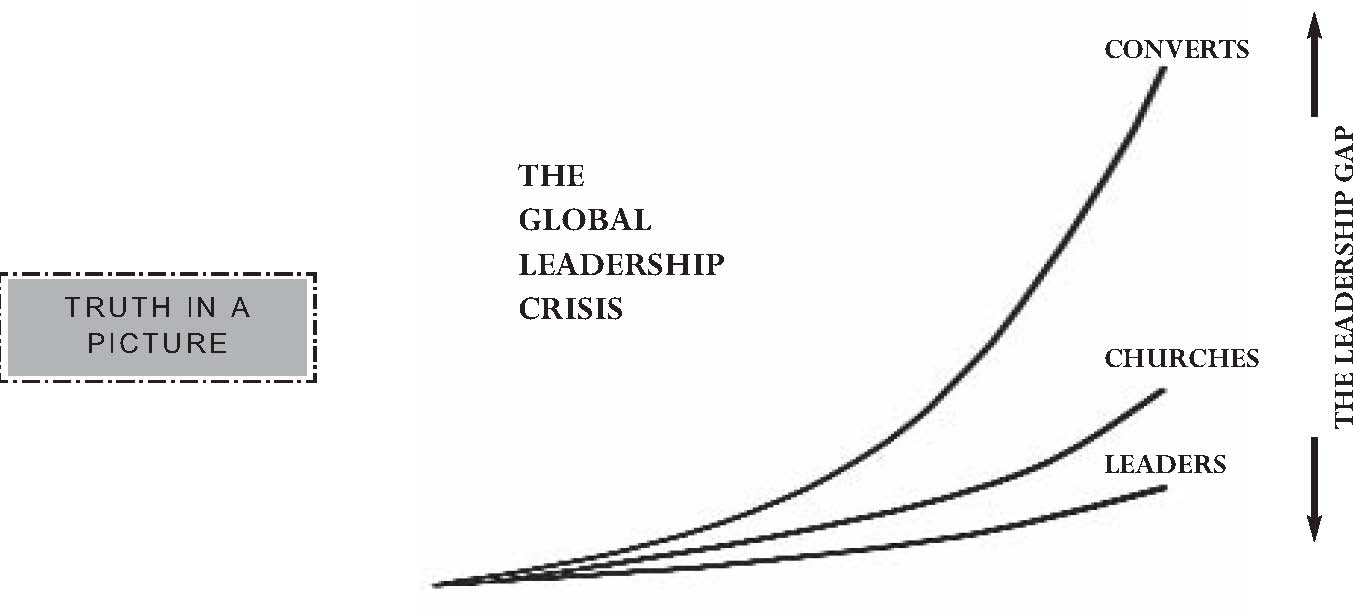 TRUTH IN A
PICTURE
THE
GLOBAL
LEADERSHIP
CRISIS
CONVERTS
CHURCHES
LEADERS
THE LEADERSHIP GAP